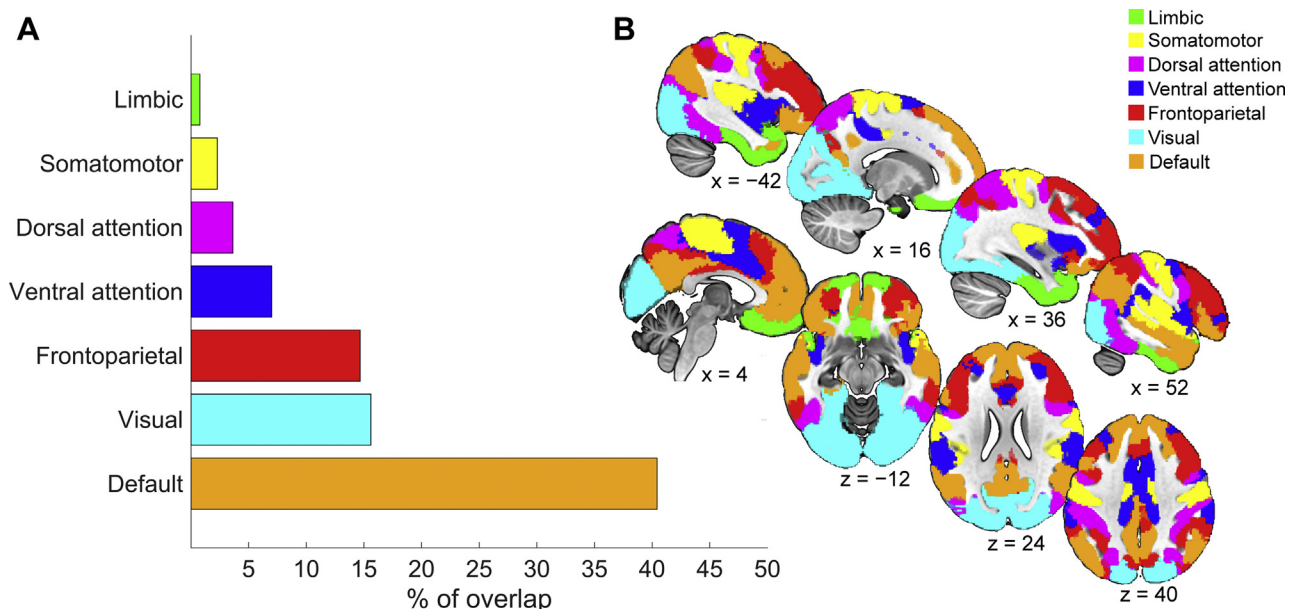 A
Limbic
Somatomotor
Dorsal attention
Ventral attention
Frontoparietal
Visual
Default
5 10 15 20 25 30 35 40 45 50
% of overlap
B
Limbic
Somatomotor
Dorsal attention
Ventral attention
Frontoparietal
Visual
Default
x = −42
x = 16
x = 36
x = 52
x = 4
z = −12
z = 24
z = 40